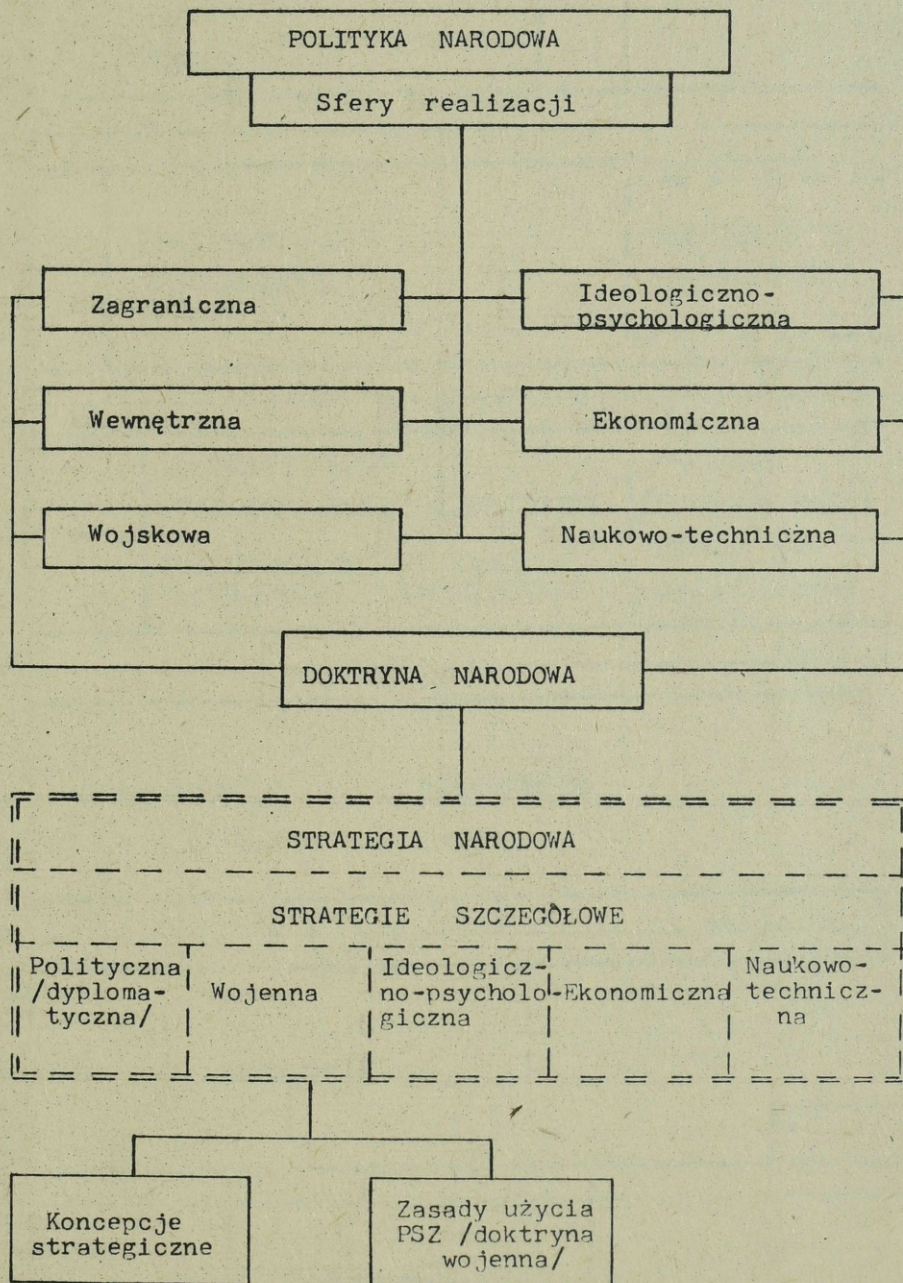 POLITYKA NARODOWA
Sfery realizacji
Zagraniczna
Ideologiczno-
psychologiczna
Wewnętrzna
Ekonomiczna
Wojskowa
Naukowo-techniczna
DOKTRYNA NARODOWA
STRATEGIA NARODOWA
STRATEGIE SZCZEGÓŁOWE
Polityczna
/dyploma-
tyczna/
Wojenna
Ideologicz-
no-psycholo-
giczna
Ekonomiczna
Naukowo-
technicz-
na
Koncepcje
strategiczne
Zasady użycia
PSZ /doktryna
wojenna/